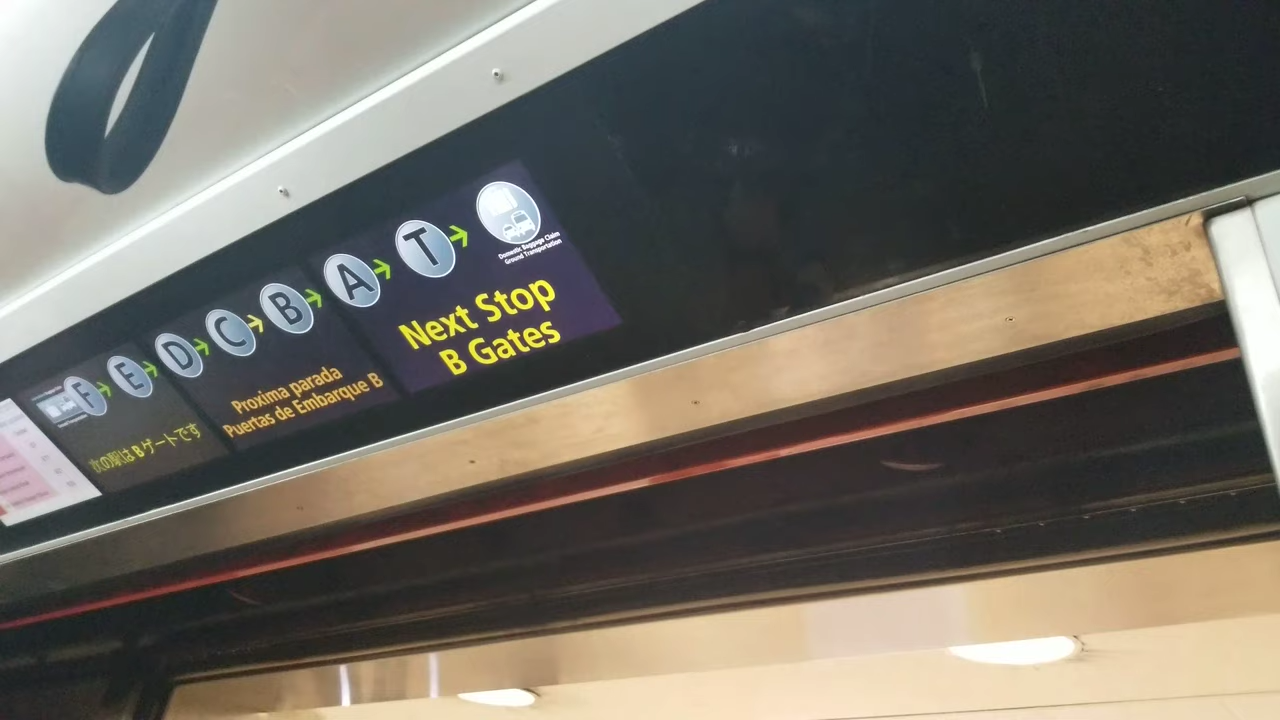 F E D C B A T
Domestic Baggage Claim
Ground Transportation
次の駅は B ゲートです
Proxima parada
Puertas de Embarque B
Next Stop
B Gates